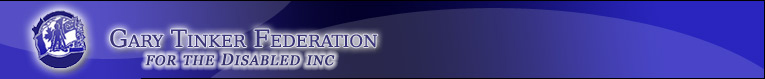 Gary Tinker Federation
for the Disabled Inc